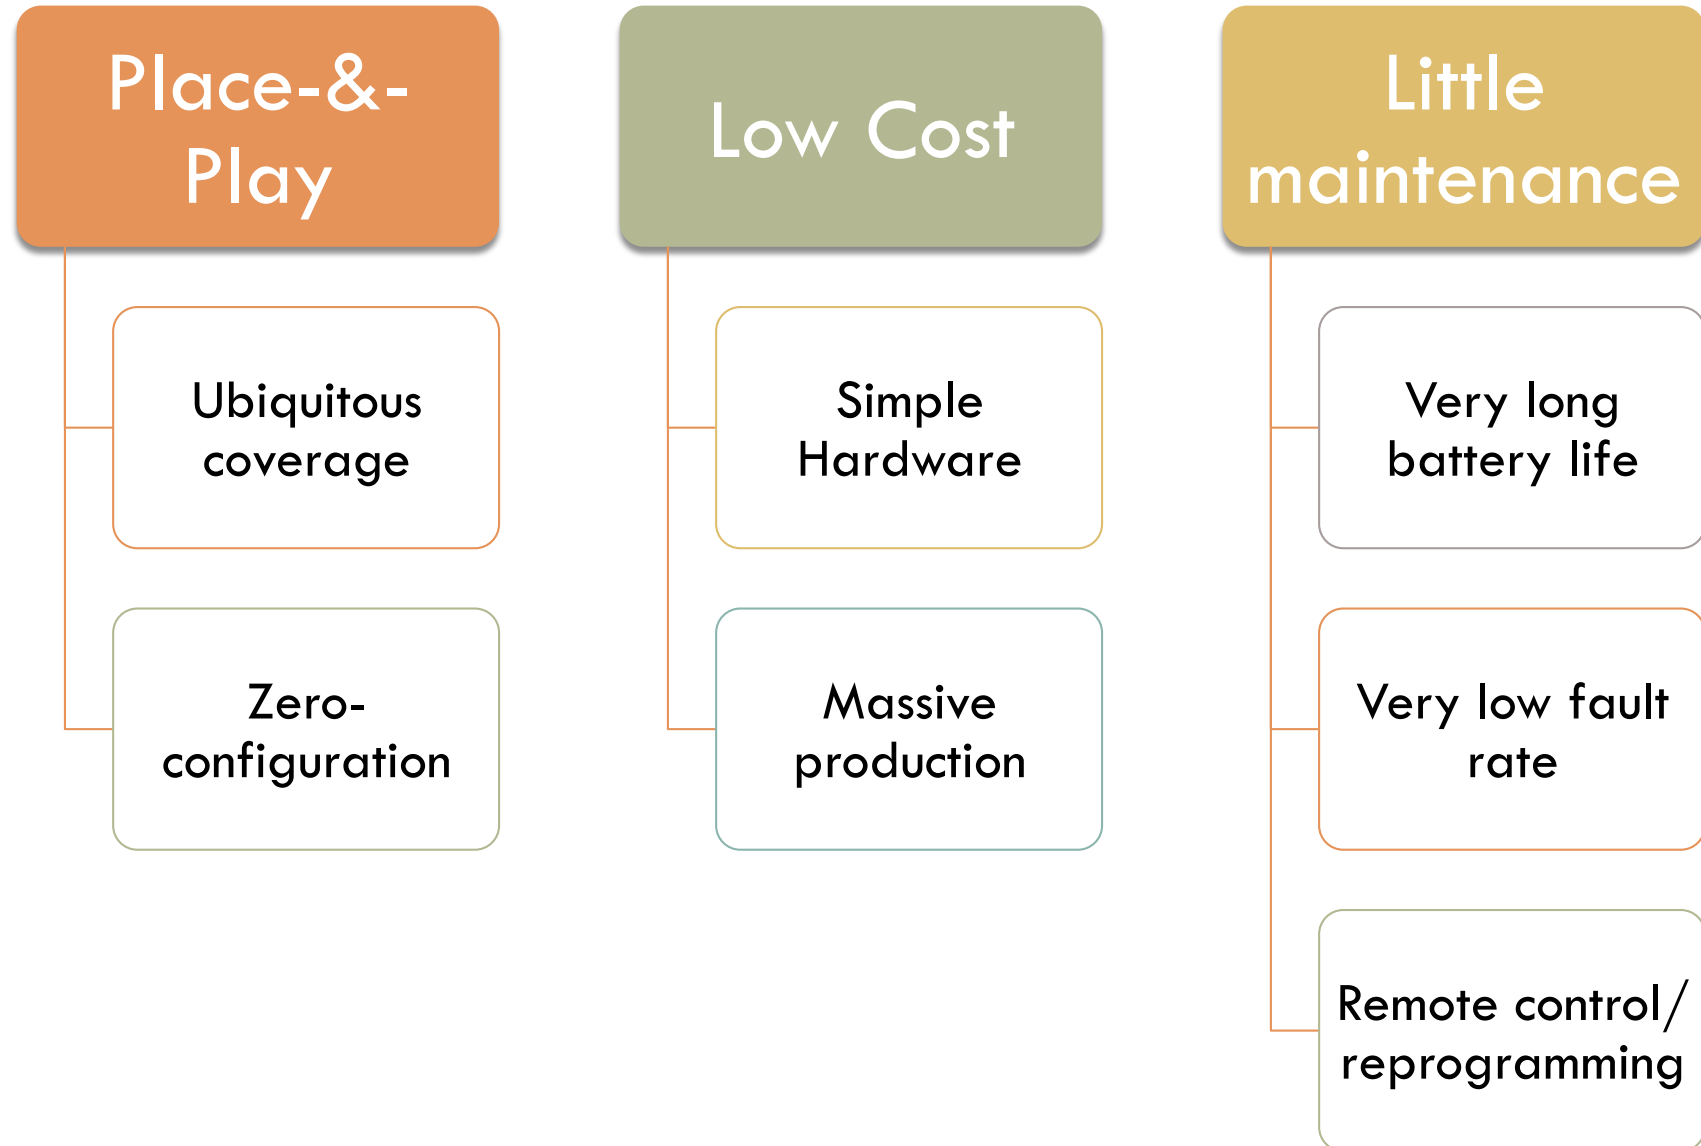 Place-&-
Play
Ubiquitous
coverage
Zero-
configuration
Low Cost
Simple
Hardware
Massive
production
Little
maintenance
Very long
battery life
Very low fault
rate
Remote control/
reprogramming